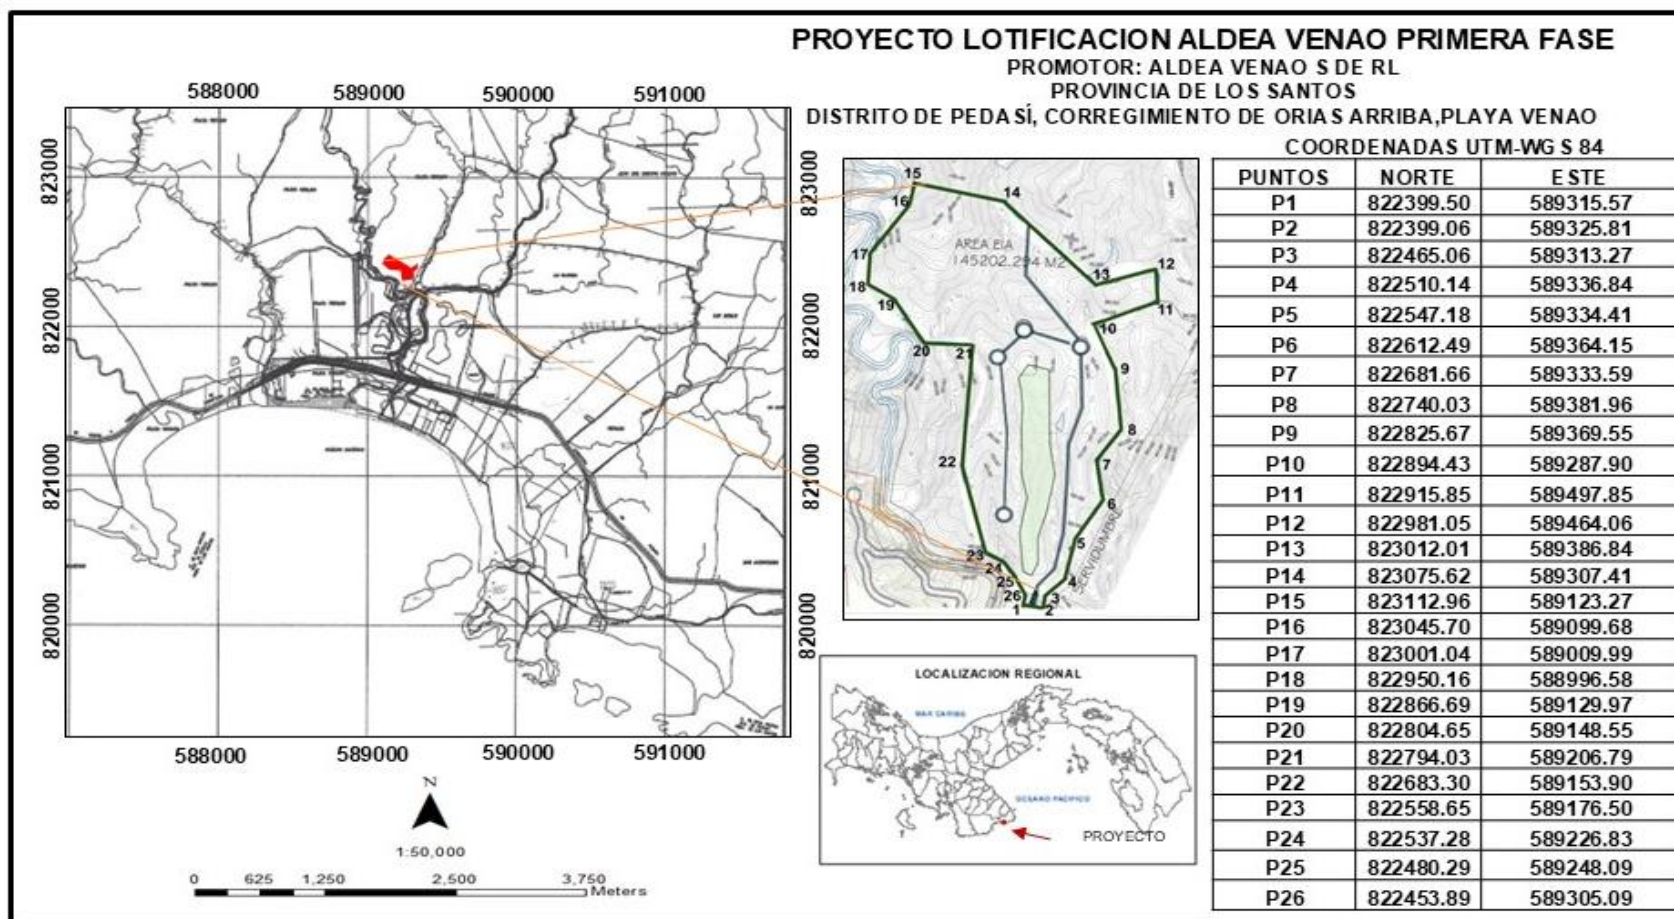 PROYECTO LOTIFICACION ALDEA VENAO PRIMERA FASE
PROMOTOR: ALDEA VENAO S DE RL
PROVINCIA DE LOS SANTOS
DISTRITO DE PEDASÍ, CORREGIMIENTO DE ORIAS ARRIBA,PLAYA VENAO
588000 589000 590000 591000
823000
822000
821000
820000
823000
822000
821000
820000
588000 589000 590000 591000
N
1:50,000
0 625 1,250 2,500 3,750
Meters
15
14
16
AREA EIA
145202.294 M2
17
12
13
18
11
19
10
20
21
9
8
22
7
6
5
SERVIDUMBRE
23
24
4
25
26
3
1
2
LOCALIZACION REGIONAL
MAR CARIBE
OCEANO PACIFICO
PROYECTO
COORDENADAS UTM-WGS 84
PUNTOS NORTE ESTE
P1 822399.50 589315.57
P2 822399.06 589325.81
P3 822465.06 589313.27
P4 822510.14 589336.84
P5 822547.18 589334.41
P6 822612.49 589364.15
P7 822681.66 589333.59
P8 822740.03 589381.96
P9 822825.67 589369.55
P10 822894.43 589287.90
P11 822915.85 589497.85
P12 822981.05 589464.06
P13 823012.01 589386.84
P14 823075.62 589307.41
P15 823112.96 589123.27
P16 823045.70 589099.68
P17 823001.04 589009.99
P18 822950.16 588996.58
P19 822866.69 589129.97
P20 822804.65 589148.55
P21 822794.03 589206.79
P22 822683.30 589153.90
P23 822558.65 589176.50
P24 822537.28 589226.83
P25 822480.29 589248.09
P26 822453.89 589305.09